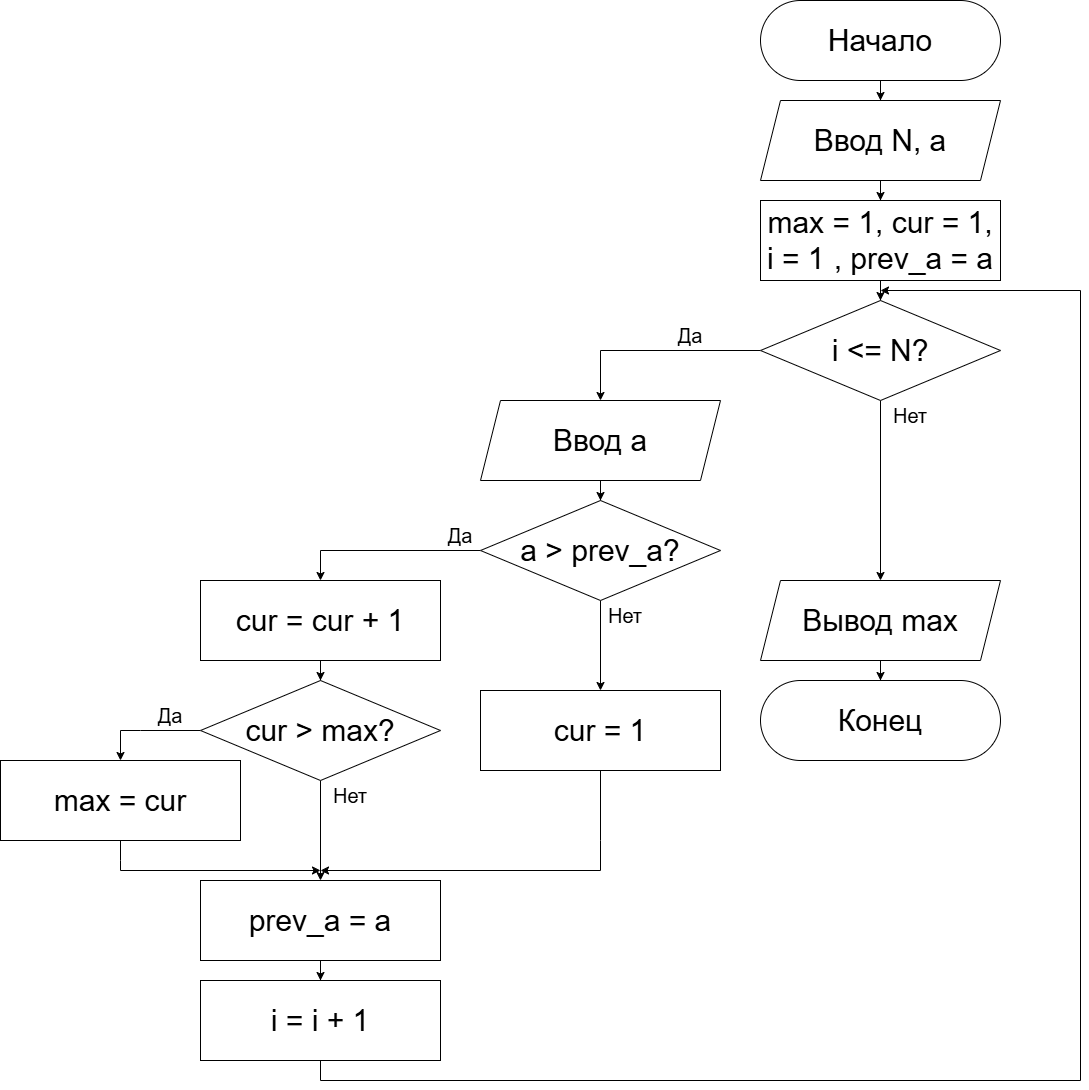 Начало
Ввод N, a
max = 1, cur = 1,
i = 1 , prev_a = a
i <= N?
Да
Нет
Ввод a
a > prev_a?
Да
Нет
cur = cur + 1
cur = 1
Вывод max
Конец
cur > max?
Да
Нет
max = cur
prev_a = a
i = i + 1